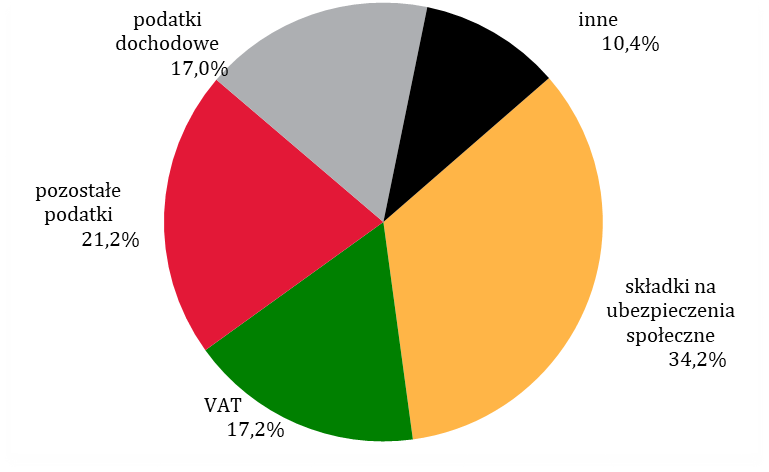 podatki
dochodowe
17,0%
inne
10,4%
pozostałe
podatki
21,2%
składki na
ubezpieczenia
społeczne
34,2%
VAT
17,2%